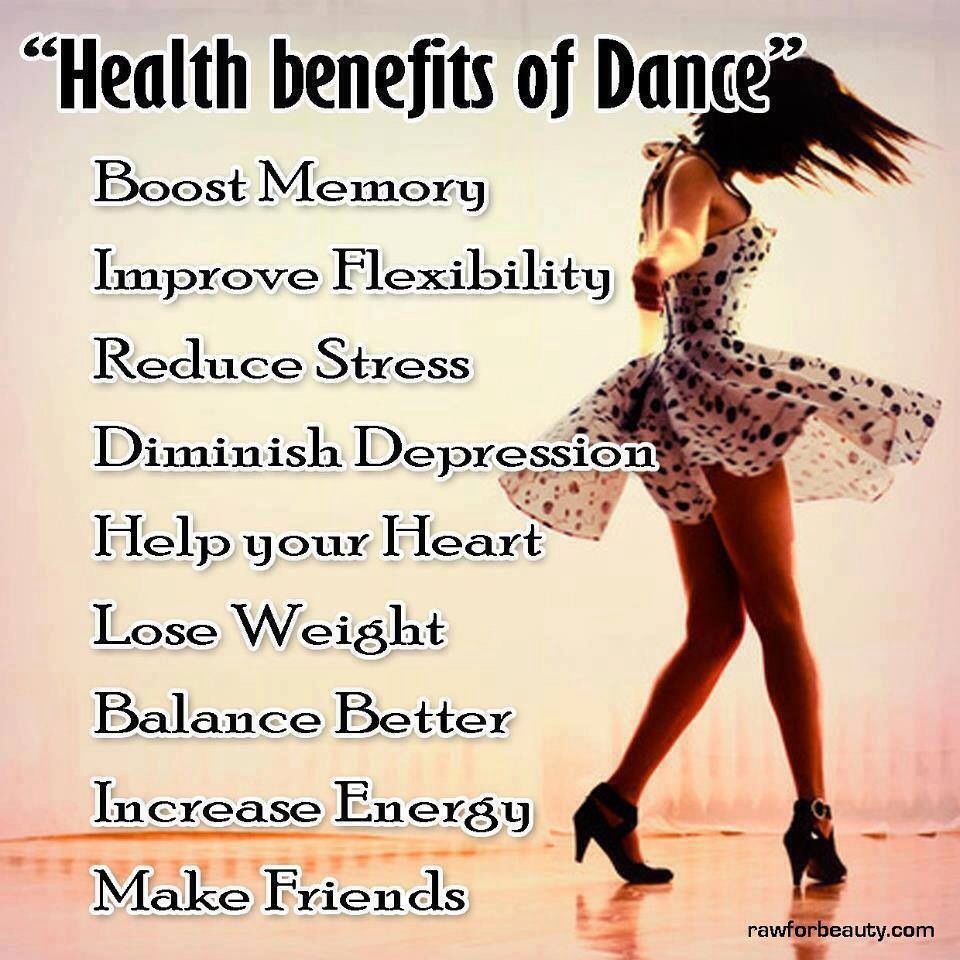 “Health benefits of Dance”
Boost Memory
Improve Flexibility
Reduce Stress
Diminish Depression
Help your Heart
Lose Weight
Balance Better
Increase Energy
Make Friends
rawforbeauty.com